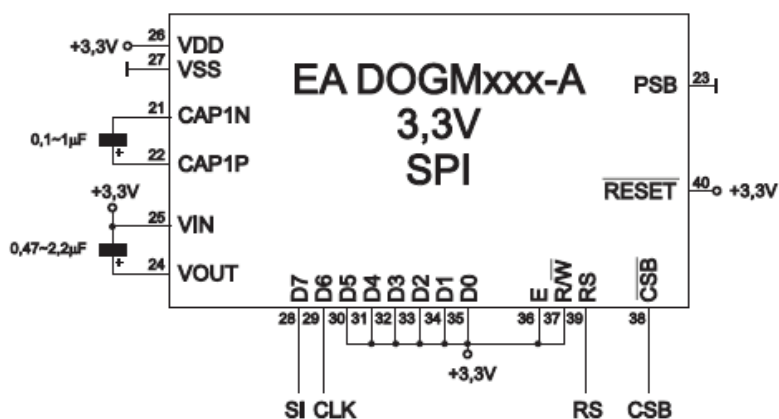 +3,3V 26 VDD
27 VSS
21 CAP1N
0,1~1µF
22 CAP1P
+3,3V
25 VIN
0,47~2,2µF
24 VOUT
EA DOGMxxx-A
3,3V
SPI
PSB 23
RESET 40 +3,3V
D7 D6 D5 D4 D3 D2 D1 D0 E R/W RS CSB
28 29 30 31 32 33 34 35 36 37 39 38
+3,3V
SI CLK RS CSB